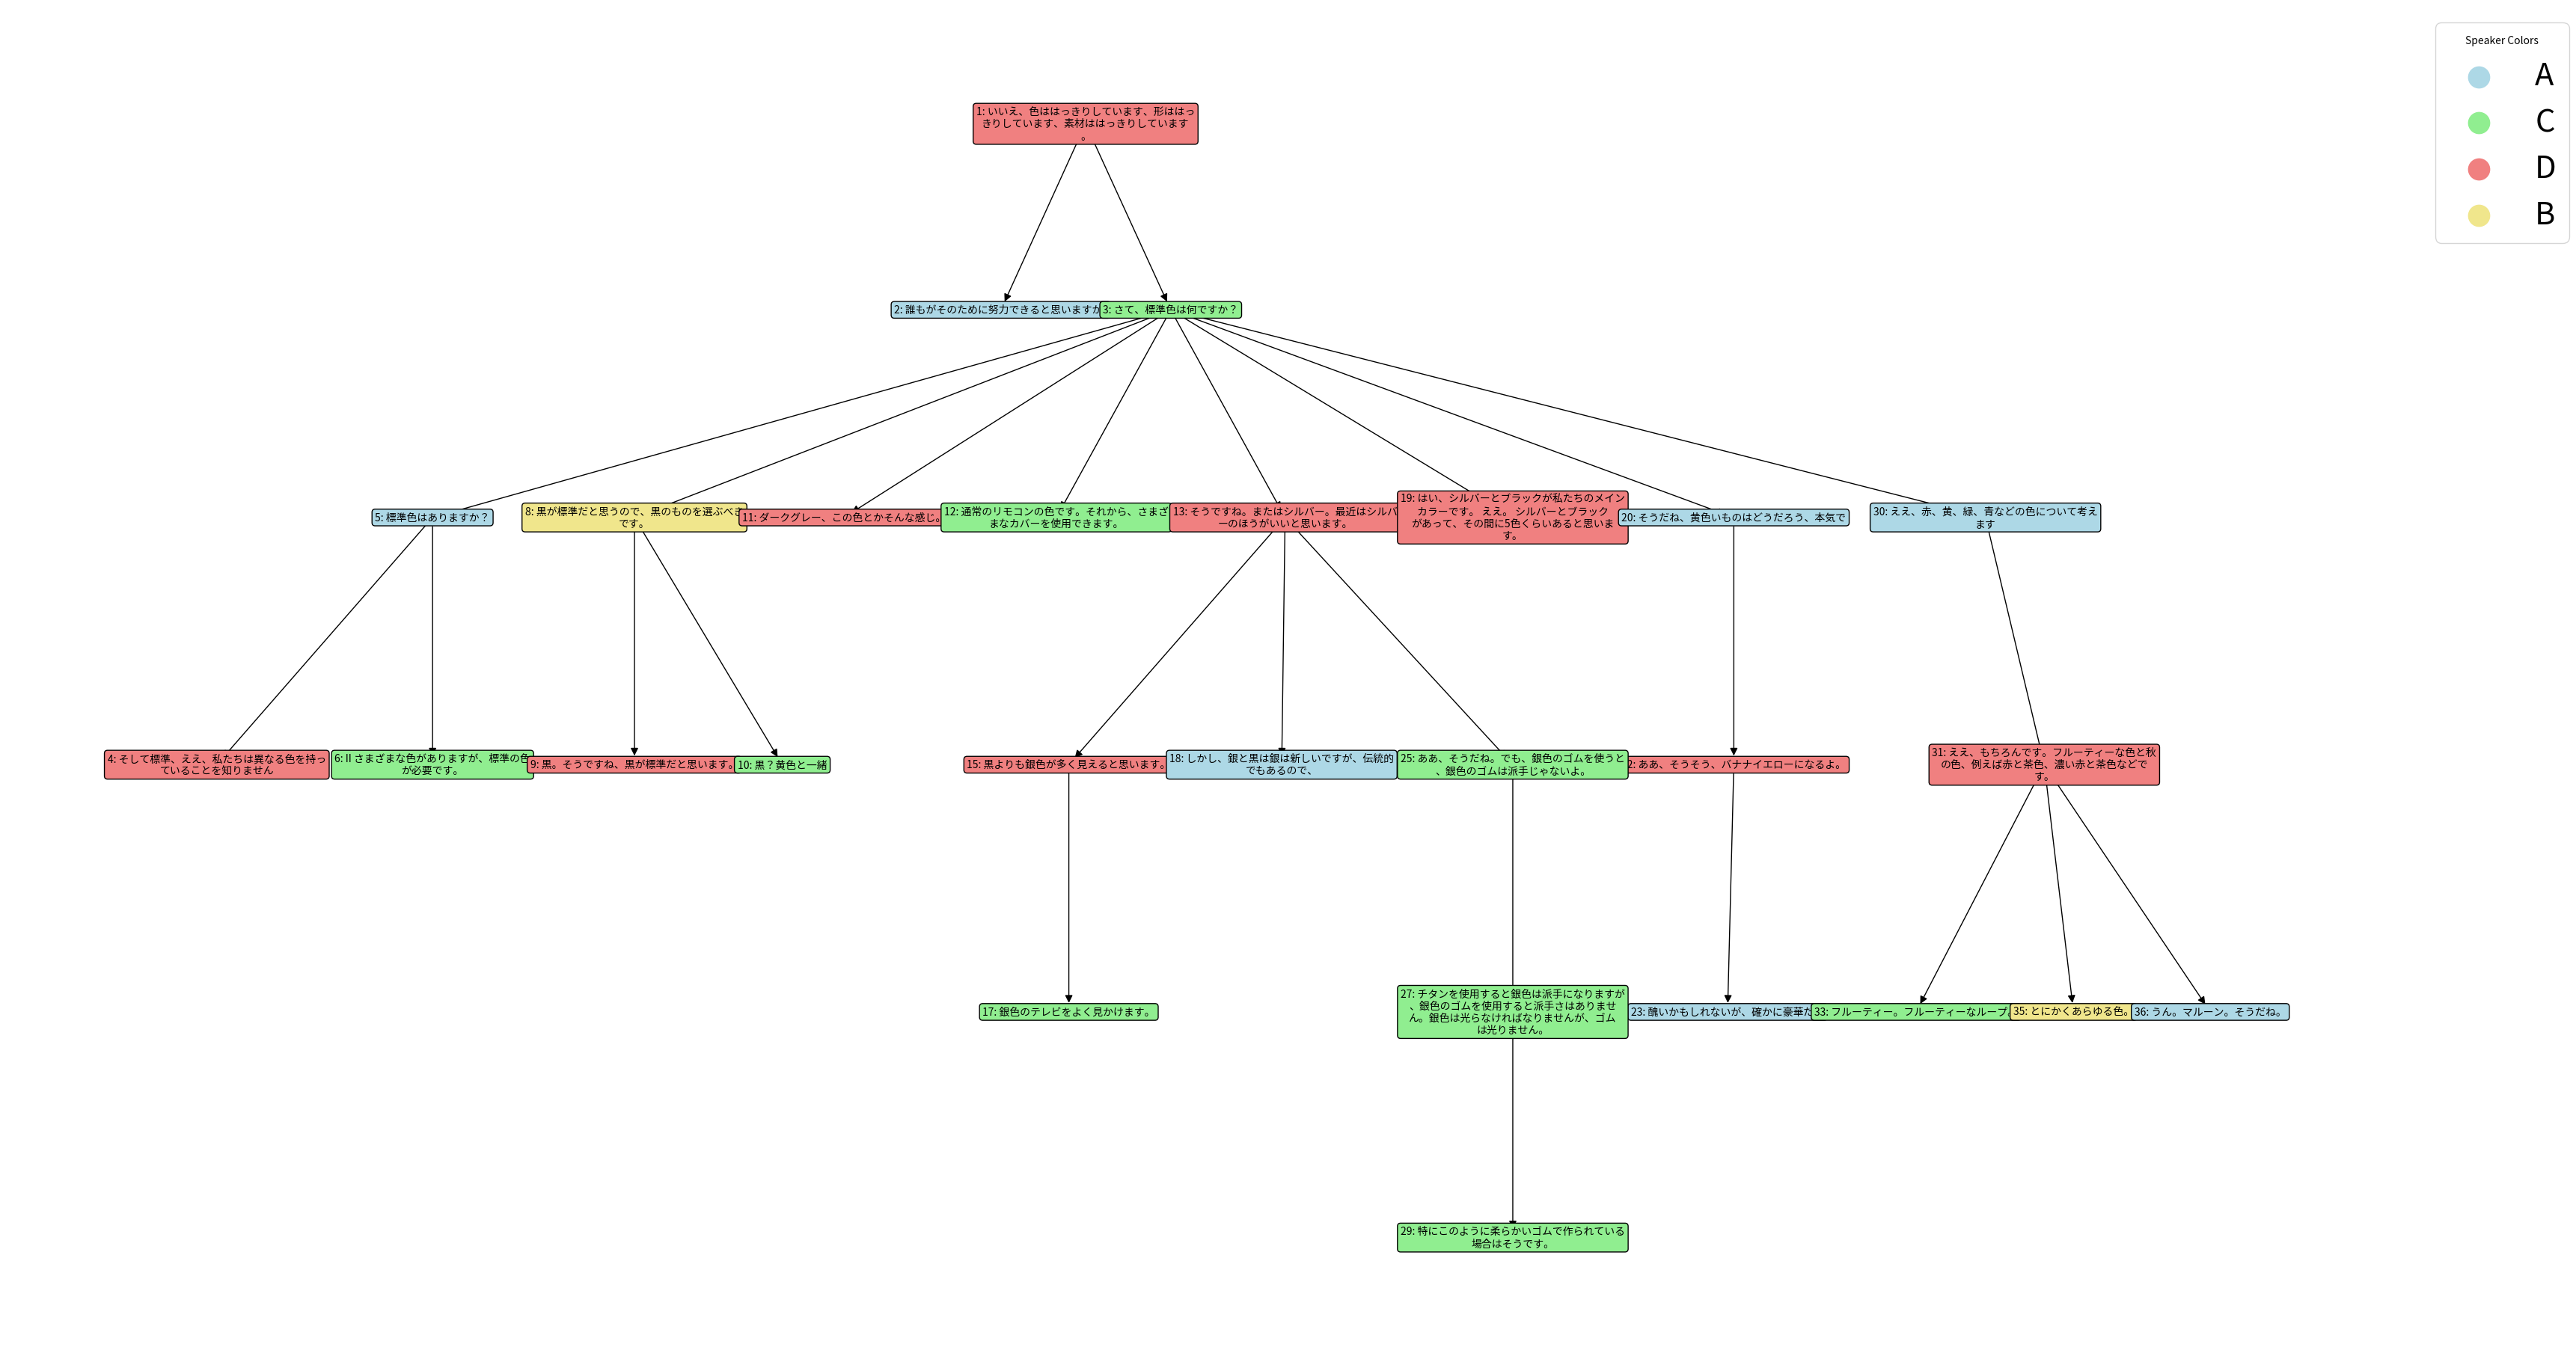 Speaker Colors
A
C
D
B
1: いいえ、色ははっきりしています、形ははっ
きりしています、素材ははっきりしています
。
2: 誰もがそのために努力できると思いますか
3: さて、標準色は何ですか？
5: 標準色はありますか？
8: 黒が標準だと思うので、黒のものを選ぶべき
です。
11: ダークグレー、この色とかそんな感じ。
12: 通常のリモコンの色です。それから、さまざ
まなカバーを使用できます。
13: そうですね。またはシルバー。最近はシルバ
ーのほうがいいと思います。
19: はい、シルバーとブラックが私たちのメイン
カラーです。 ええ。 シルバーとブラック
があって、その間に5色くらいあると思いま
す。
20: そうだね、黄色いものはどうだろう、本気で
30: ええ、赤、黄、緑、青などの色について考え
ます
4: そして標準、ええ、私たちは異なる色を持っ
ていることを知りません
6: II さまざまな色がありますが、標準の色
が必要です。
9: 黒。そうですね、黒が標準だと思います。
10: 黒？黄色と一緒
15: 黒よりも銀色が多く見えると思います。
18: しかし、銀と黒は銀は新しいですが、伝統的
でもあるので、
25: ああ、そうだね。でも、銀色のゴムを使うと
、銀色のゴムは派手じゃないよ。
2: ああ、そうそう、バナナイエローになるよ。
31: ええ、もちろんです。フルーティーな色と秋
の色、例えば赤と茶色、濃い赤と茶色などで
す。
17: 銀色のテレビをよく見かけます。
27: チタンを使用すると銀色は派手になりますが
、銀色のゴムを使用すると派手さはありませ
ん。銀色は光らなければなりませんが、ゴム
は光りません。
23: 醜いかもしれないが、確かに豪華だ
33: フルーティー。フルーティーなループ。
35: とにかくあらゆる色。
36: うん。マルーン。そうだね。
29: 特にこのように柔らかいゴムで作られている
場合はそうです。